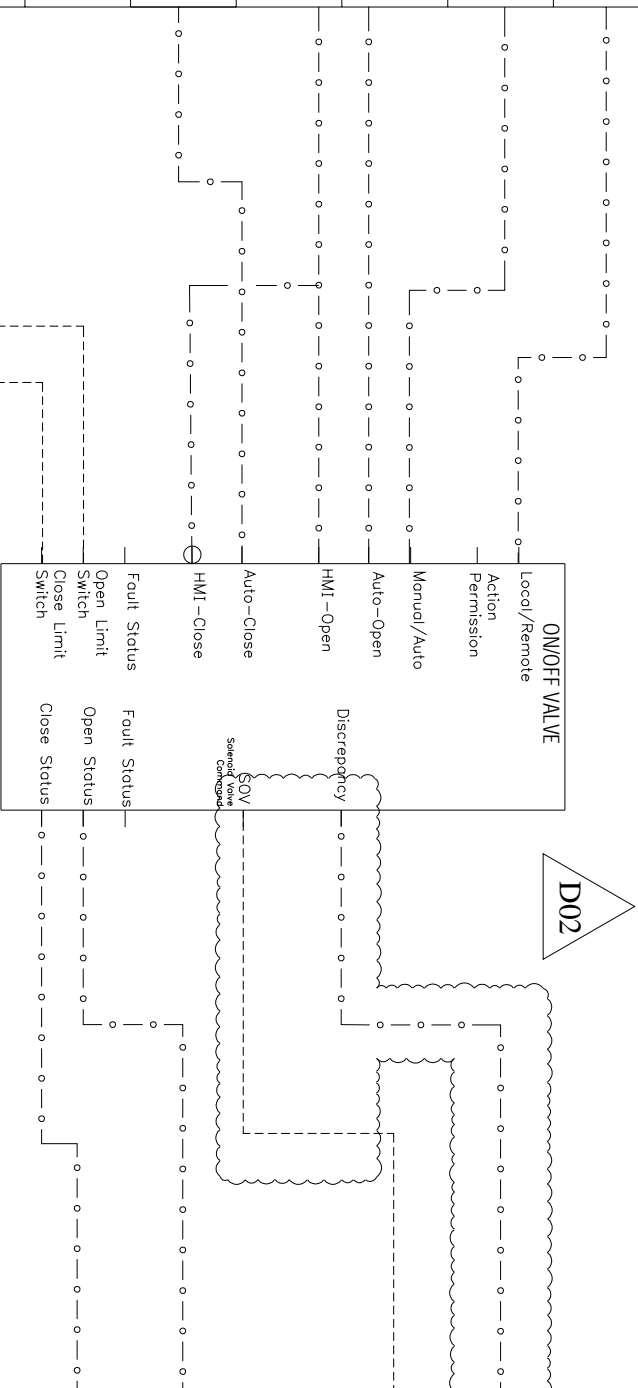 ON/OFF VALVE
Local/Remote
Action
Permission
Manual/Auto
Auto-Open
HMI-Open
Auto-Close
HMI-Close
Fault Status
Open Limit
Switch
Close Limit
Switch
Discrepancy
SOV
Solenoid Valve
Command
Fault Status
Open Status
Close Status
D02